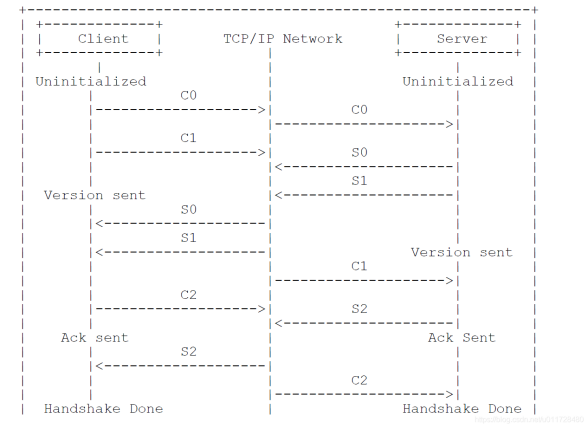 Client TCP/IP Network Server
Uninitialized Uninitialized
C0
C0
C1
S0
S1
Version sent
S0
S1
Version sent
C1
C2
S2
Ack sent Ack Sent
S2
C2
Handshake Done Handshake Done